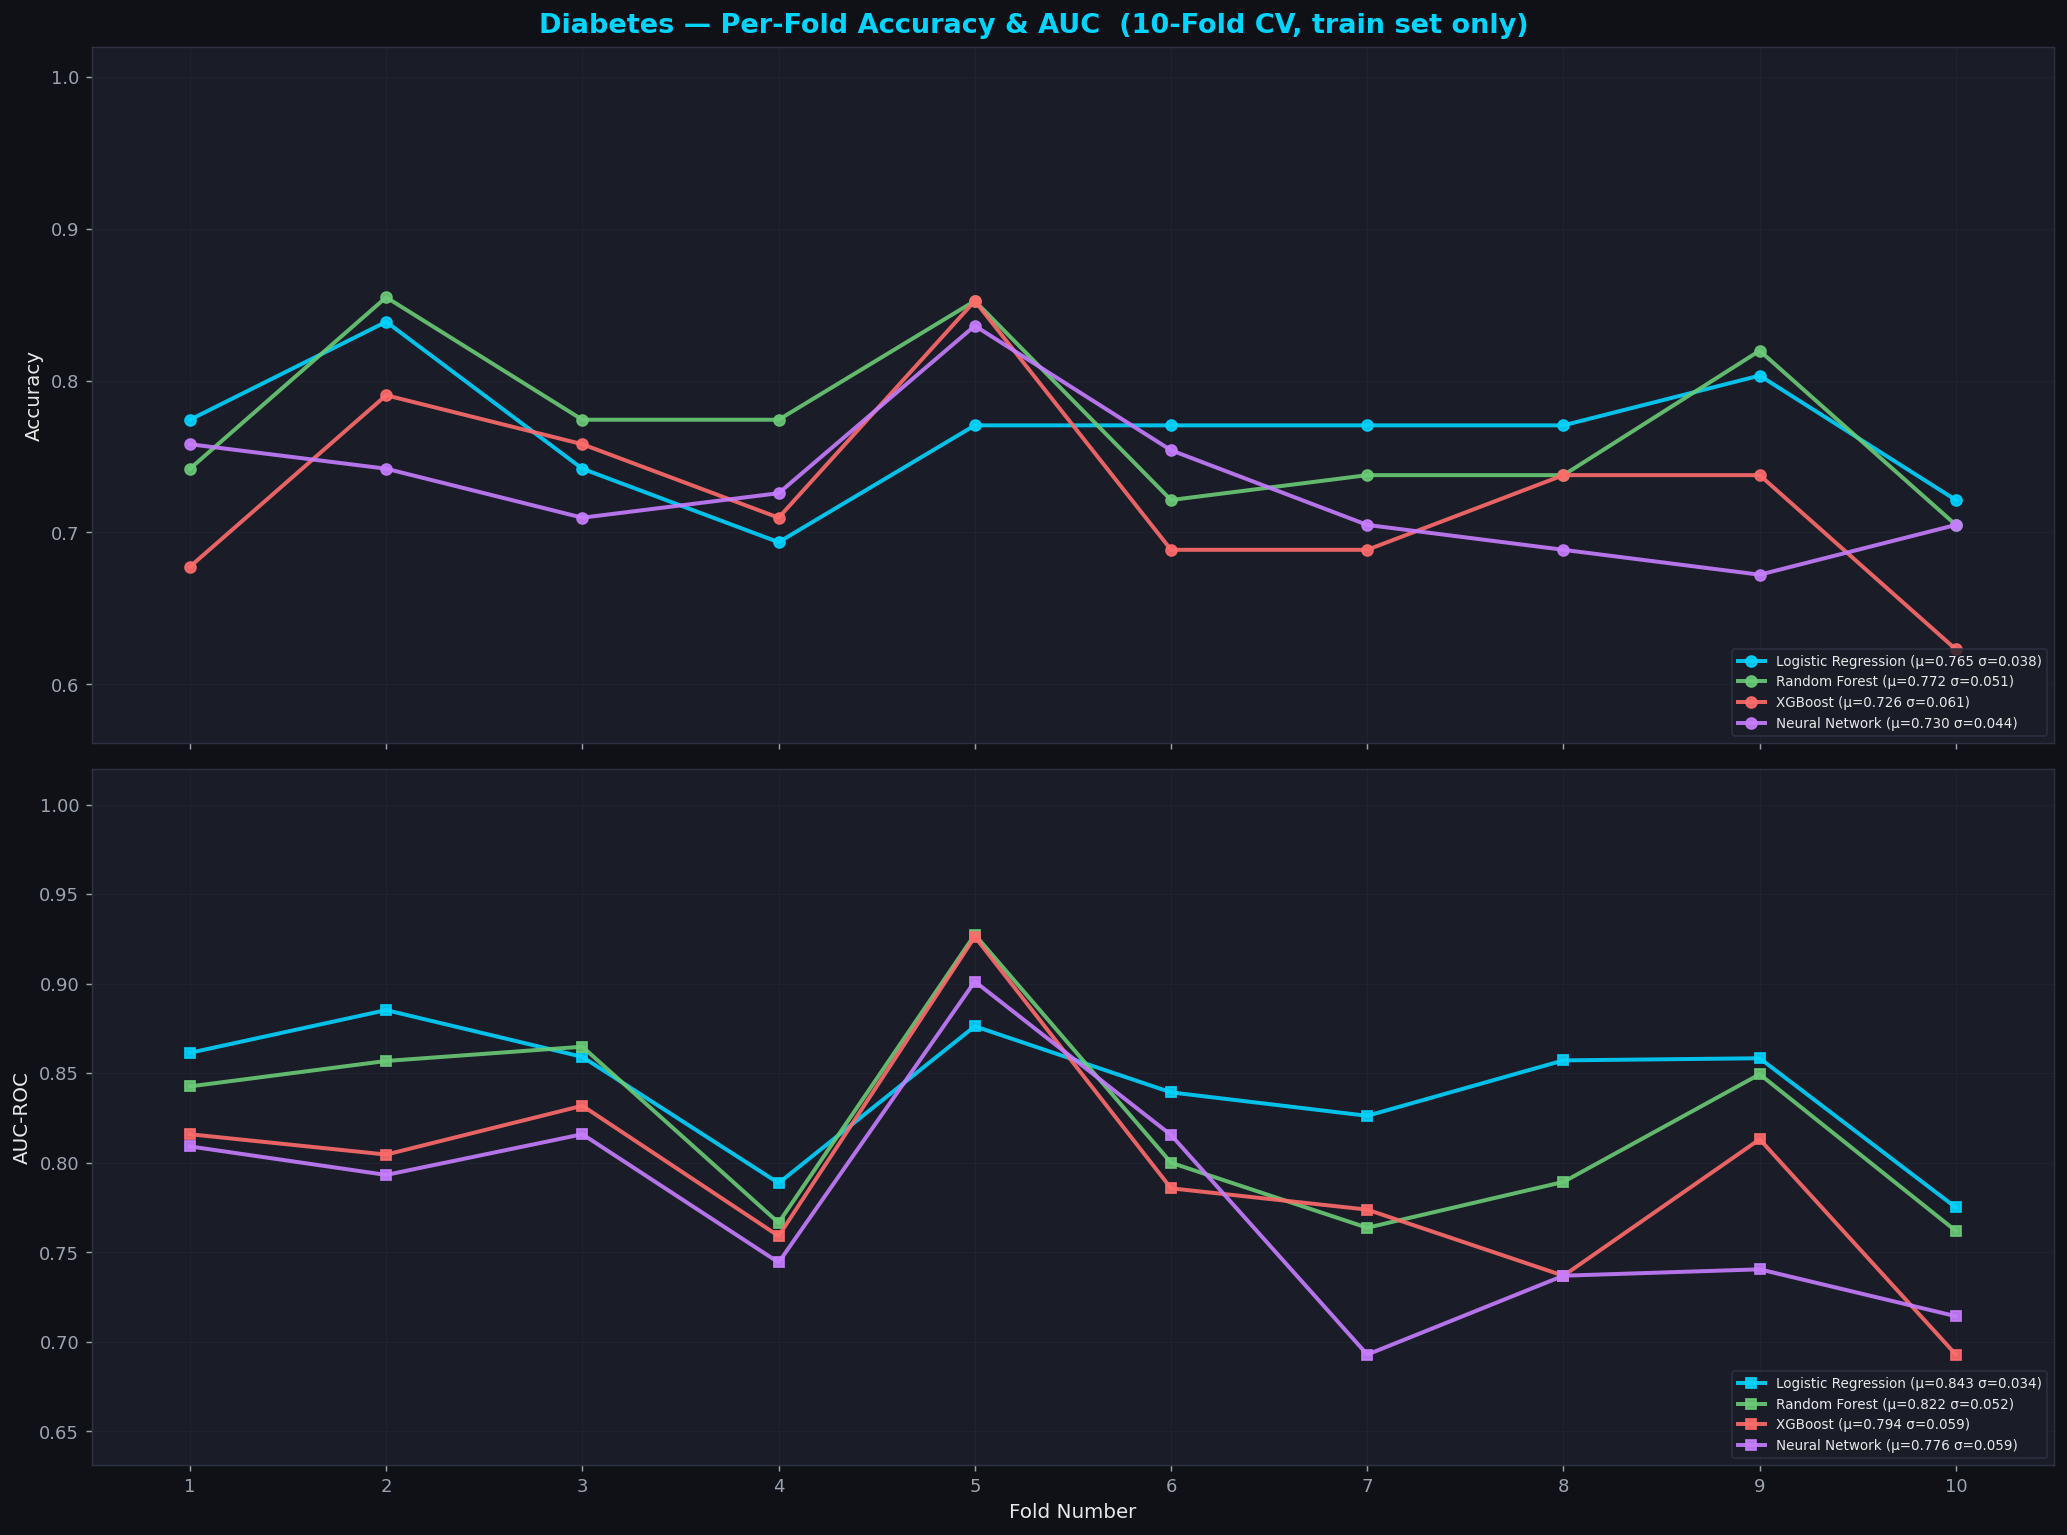 Diabetes — Per-Fold Accuracy & AUC  (10-Fold CV, train set only)
1.0
0.9
0.8
0.7
0.6
Accuracy
Logistic Regression (μ=0.765 σ=0.038)
Random Forest (μ=0.772 σ=0.051)
XGBoost (μ=0.726 σ=0.061)
Neural Network (μ=0.730 σ=0.044)
1.00
0.95
0.90
0.85
0.80
0.75
0.70
0.65
AUC-ROC
Logistic Regression (μ=0.843 σ=0.034)
Random Forest (μ=0.822 σ=0.052)
XGBoost (μ=0.794 σ=0.059)
Neural Network (μ=0.776 σ=0.059)
1 2 3 4 5 6 7 8 9 10
Fold Number